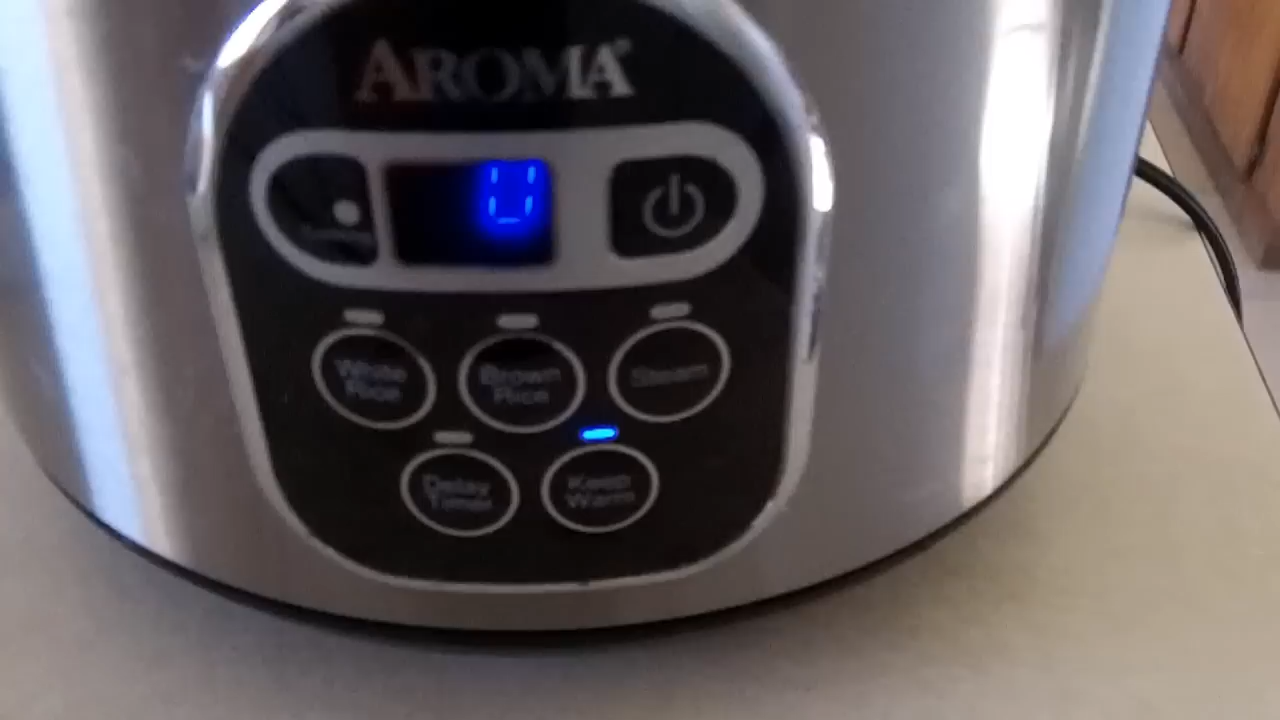 AROMA®
White
Rice
Brown
Rice
Steam
Delay
Timer
Keep
Warm